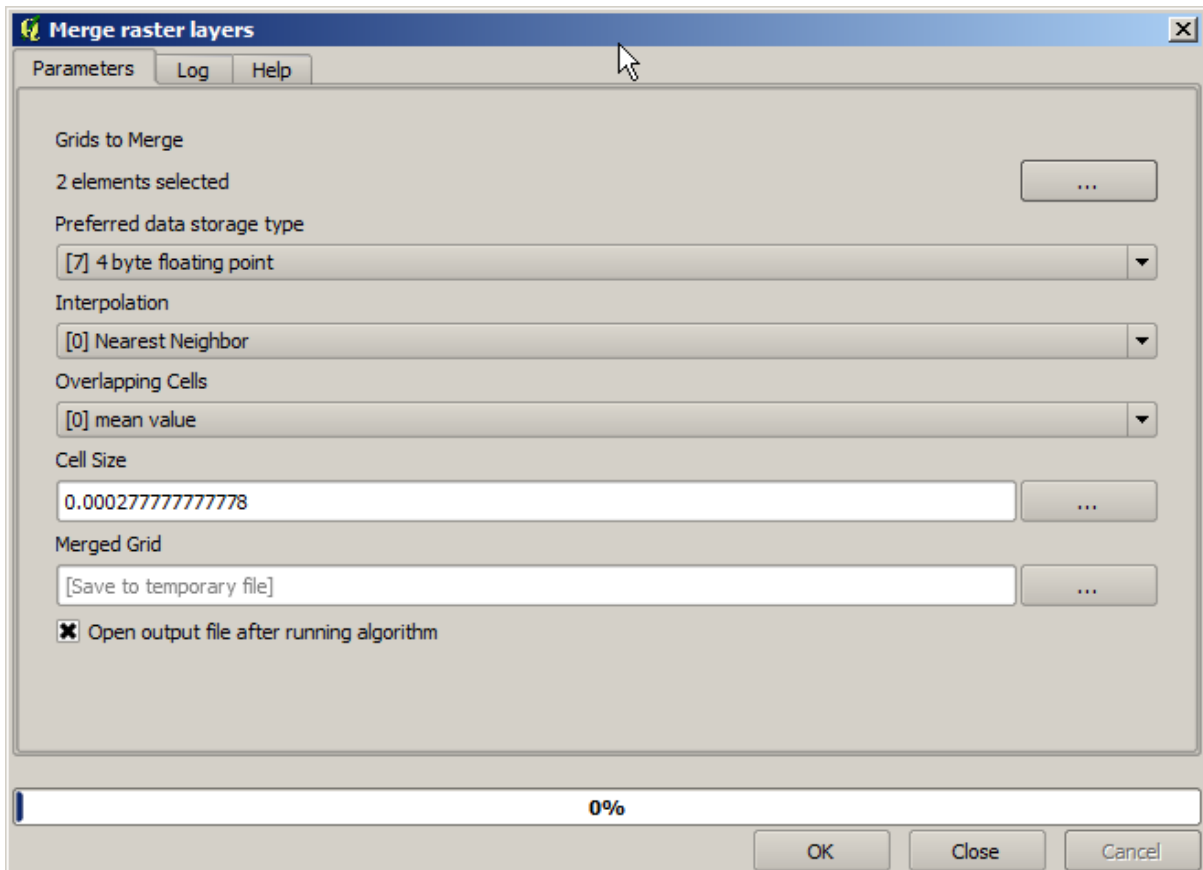 Merge raster layers
Parameters Log Help
Grids to Merge
2 elements selected
...
Preferred data storage type
[7] 4 byte floating point
Interpolation
[0] Nearest Neighbor
Overlapping Cells
[0] mean value
Cell Size
0.000277777777778
...
Merged Grid
[Save to temporary file]
...
Open output file after running algorithm
0%
OK Close Cancel